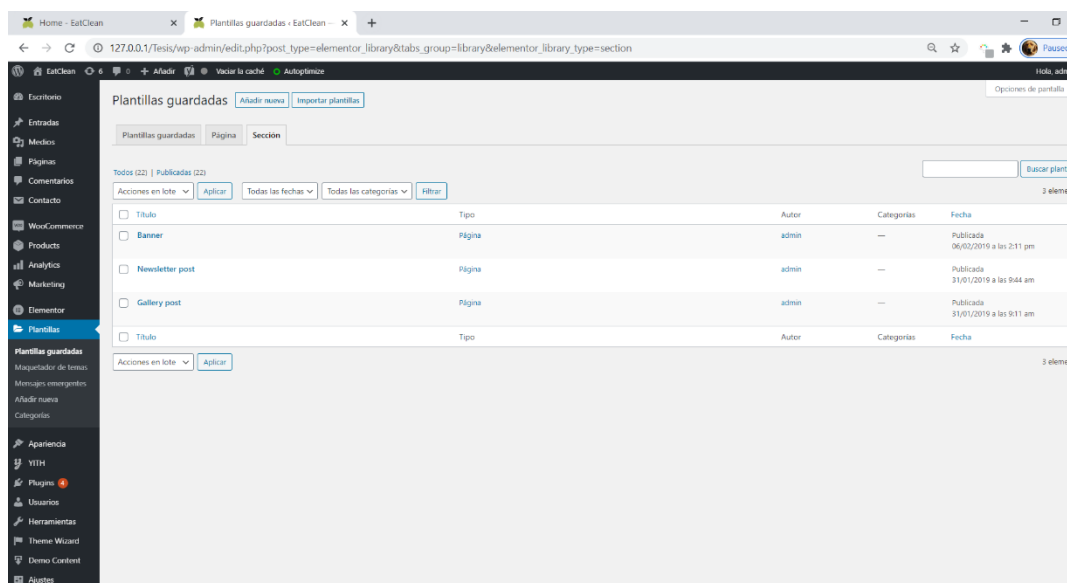 Home - EatClean
Plantillas guardadas ‹ EatClean —
127.0.0.1/Tesis/wp-admin/edit.php?post_type=elementor_library&tabs_group=library&elementor_library_type=section
Paused
EatClean 6 0 + Añadir Vaciar la caché Autoptimize
Hola, adm
Opciones de pantalla
Escritorio
Entradas
Medios
Páginas
Comentarios
Contacto
WooCommerce
Products
Analytics
Marketing
Elementor
Plantillas
Plantillas guardadas
Maquetador de temas
Mensajes emergentes
Añadir nueva
Categorías
Apariencia
YITH
Plugins 4
Usuarios
Herramientas
Theme Wizard
Demo Content
Ajustes
Plantillas guardadas Añadir nueva Importar plantillas
Plantillas guardadas Página Sección
Todos (22) | Publicadas (22)
Buscar plant
Acciones en lote Aplicar Todas las fechas Todas las categorías Filtrar
3 eleme
Título Tipo Autor Categorías Fecha
Banner Página admin — Publicada
06/02/2019 a las 2:11 pm
Newsletter post Página admin — Publicada
31/01/2019 a las 9:44 am
Gallery post Página admin — Publicada
31/01/2019 a las 9:11 am
Título Tipo Autor Categorías Fecha
Acciones en lote Aplicar
3 eleme